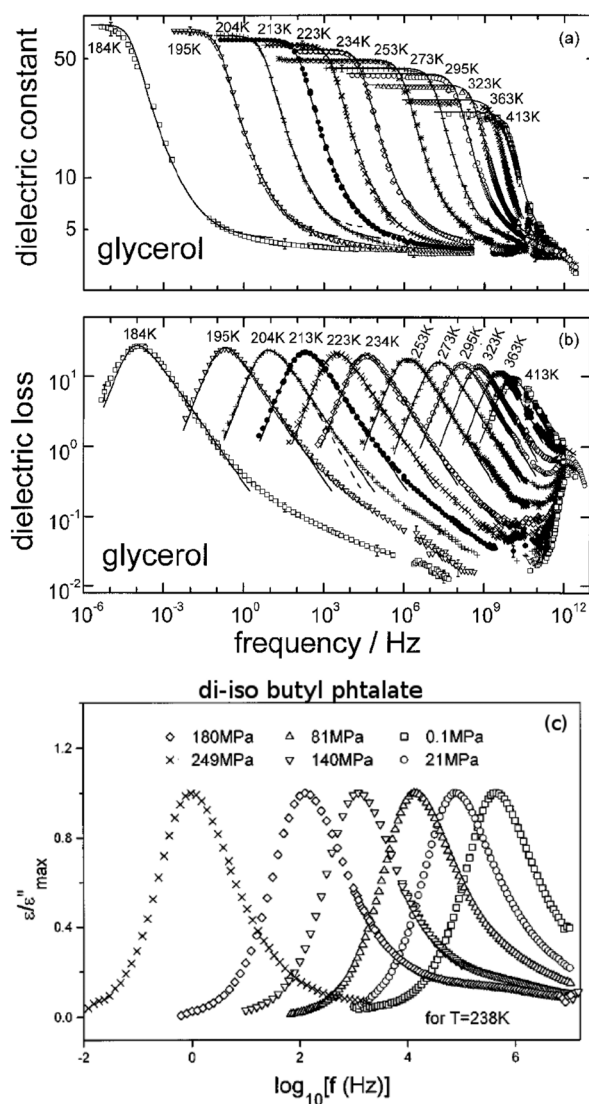 204K 213K
184K 195K 223K 234K (a)
253K 273K
295K
323K
363K
413K
50
10
5
dielectric constant
glycerol
184K 195K 204K 213K (b)
223K 234K
253K 273K 295K 323K 363K
413K
10¹
10⁰
10⁻¹
10⁻²
dielectric loss
glycerol
10⁻⁶ 10⁻³ 10⁰ 10³ 10⁶ 10⁹ 10¹²
frequency / Hz
di-iso butyl phtalate
(c)
180MPa 81MPa 0.1MPa
249MPa 140MPa 21MPa
1.2
0.8
0.4
0.0
ε/ε"max
for T=238K
-2 0 2 4 6
log₁₀[f (Hz)]